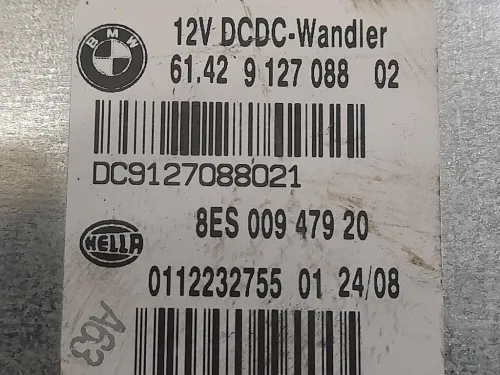 BMW
12V DCDC-Wandler
61.42 9 127 088 02
DC9127088021
HELLA
8ES 009 479 20
0112232755 01 24/08
A63